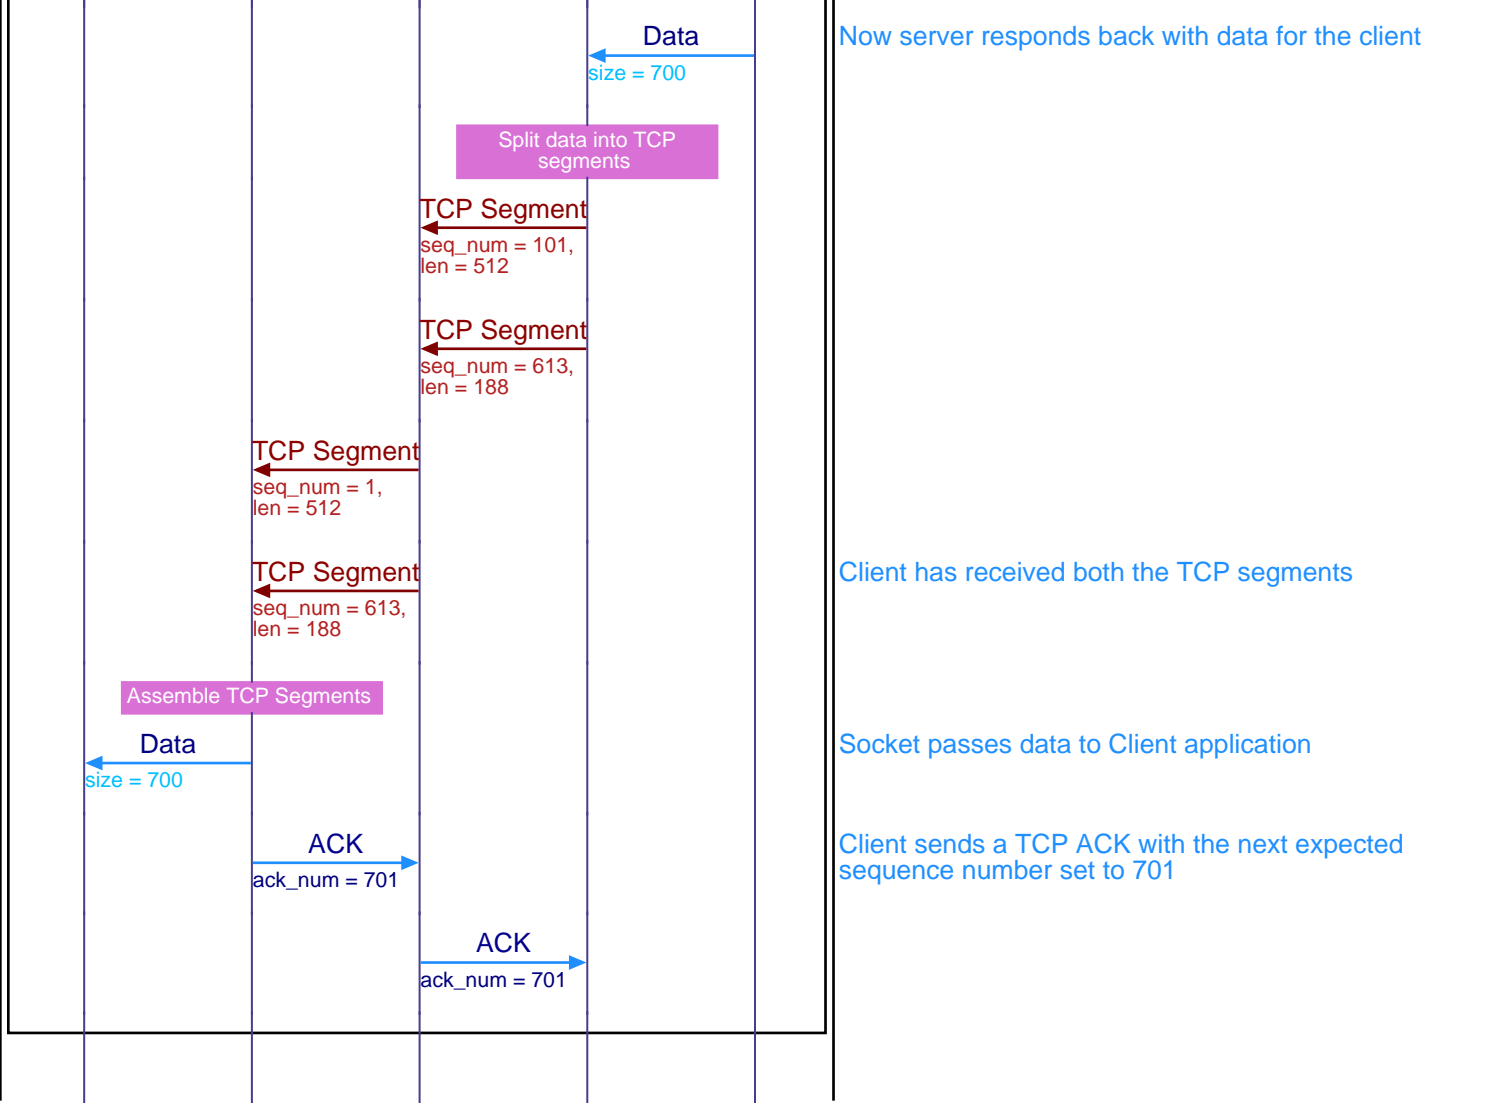 Data
Now server responds back with data for the client
size = 700
Split data into TCP
segments
TCP Segment
seq_num = 101,
len = 512
TCP Segment
seq_num = 613,
len = 188
TCP Segment
seq_num = 1,
len = 512
TCP Segment
Client has received both the TCP segments
seq_num = 613,
len = 188
Assemble TCP Segments
Data
Socket passes data to Client application
size = 700
ACK
Client sends a TCP ACK with the next expected
sequence number set to 701
ack_num = 701
ACK
ack_num = 701